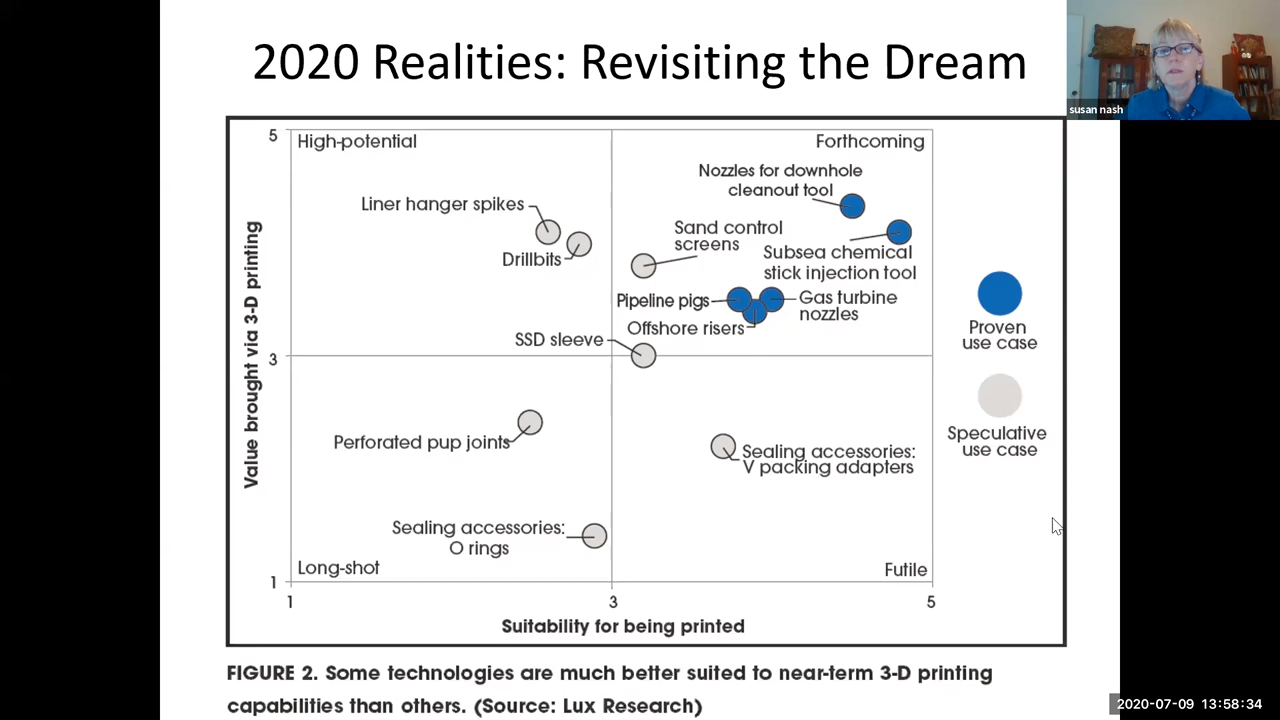 2020 Realities: Revisiting the Dream
susan nash
5
High-potential
Forthcoming
Nozzles for downhole
cleanout tool
Liner hanger spikes
Sand control
screens
Drillbits
Subsea chemical
stick injection tool
Pipeline pigs
Gas turbine
nozzles
Offshore risers
SSD sleeve
Proven
use case
3
Value brought via 3-D printing
Perforated pup joints
Speculative
use case
Sealing accessories:
V packing adapters
Sealing accessories:
O rings
Long-shot
Futile
1
1
3
5
Suitability for being printed
FIGURE 2. Some technologies are much better suited to near-term 3-D printing
capabilities than others. (Source: Lux Research)
2020-07-09 13:58:34